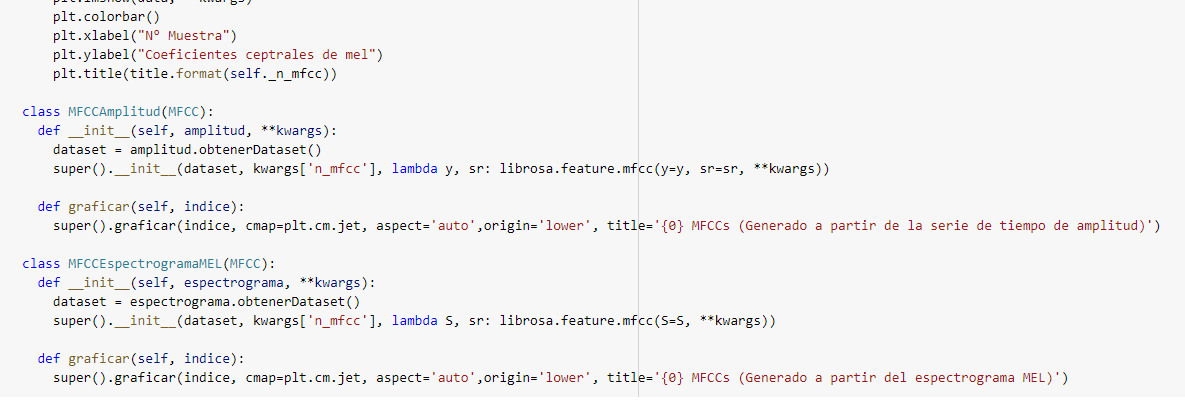 plt.imshow(data, **kwargs)
plt.colorbar()
plt.xlabel("Nº Muestra")
plt.ylabel("Coeficientes ceptrales de mel")
plt.title(title.format(self._n_mfcc))
class MFCCAmplitud(MFCC):
def __init__(self, amplitud, **kwargs):
dataset = amplitud.obtenerDataset()
super().__init__(dataset, kwargs['n_mfcc'], lambda y, sr: librosa.feature.mfcc(y=y, sr=sr, **kwargs))
def graficar(self, indice):
super().graficar(indice, cmap=plt.cm.jet, aspect='auto',origin='lower', title='{0} MFCCs (Generado a partir de la serie de tiempo de amplitud)')
class MFCCEspectrogramaMEL(MFCC):
def __init__(self, espectrograma, **kwargs):
dataset = espectrograma.obtenerDataset()
super().__init__(dataset, kwargs['n_mfcc'], lambda S, sr: librosa.feature.mfcc(S=S, **kwargs))
def graficar(self, indice):
super().graficar(indice, cmap=plt.cm.jet, aspect='auto',origin='lower', title='{0} MFCCs (Generado a partir del espectrograma MEL)')